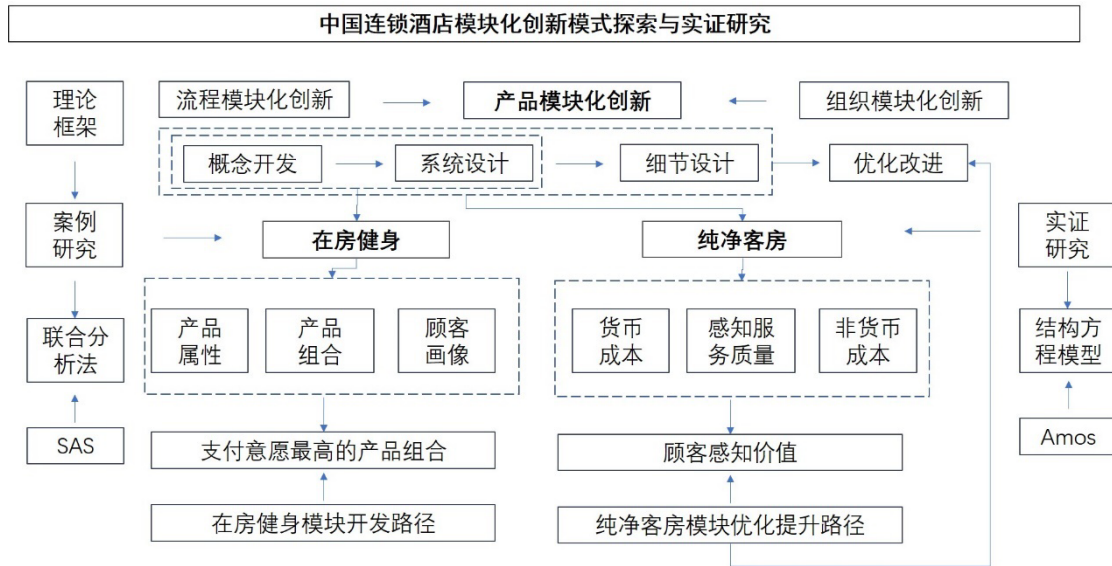 中国连锁酒店模块化创新模式探索与实证研究
理论
框架
流程模块化创新
产品模块化创新
组织模块化创新
概念开发
系统设计
细节设计
优化改进
案例
研究
在房健身
纯净客房
实证
研究
联合分
析法
产品
属性
产品
组合
顾客
画像
货币
成本
感知服
务质量
非货币
成本
结构方
程模型
SAS
支付意愿最高的产品组合
顾客感知价值
Amos
在房健身模块开发路径
纯净客房模块优化提升路径